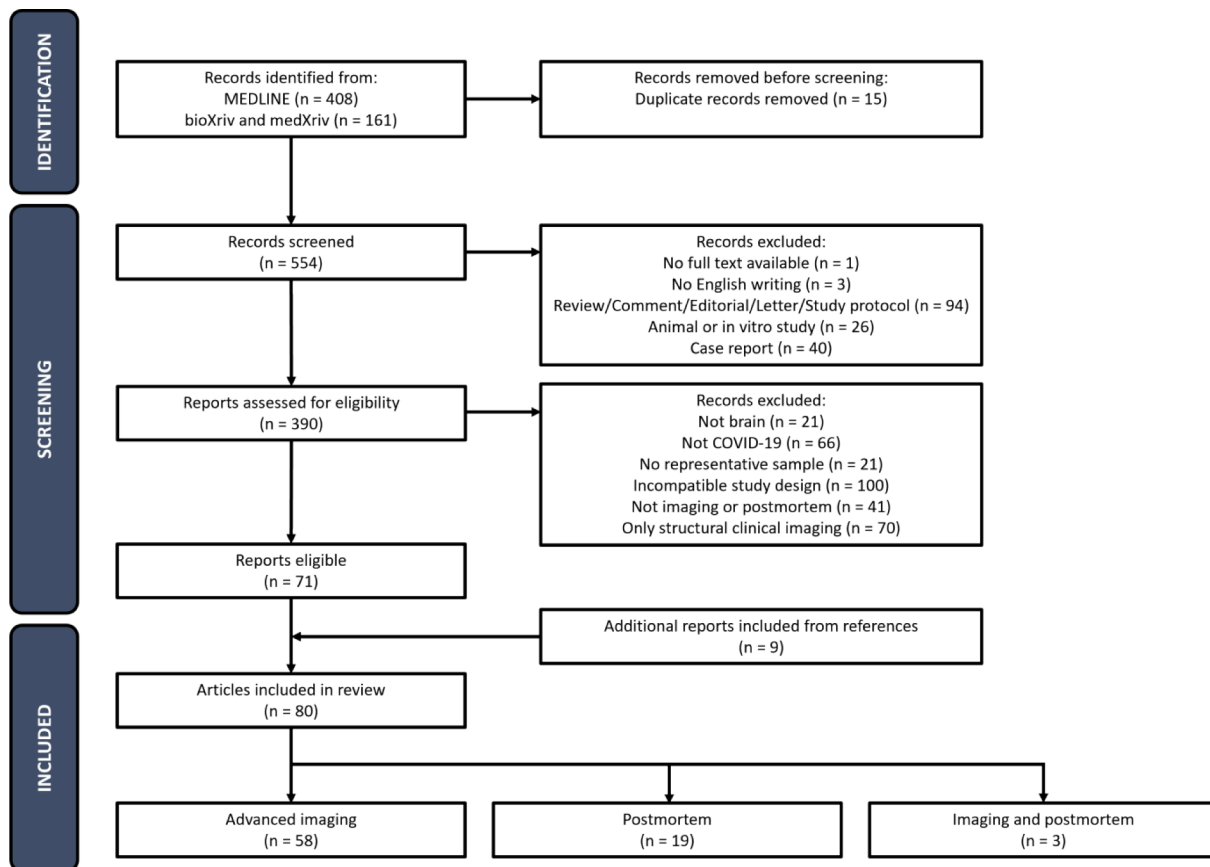 IDENTIFICATION
Records identified from:
MEDLINE (n = 408)
bioXriv and medXriv (n = 161)
Records removed before screening:
Duplicate records removed (n = 15)
SCREENING
Records screened
(n = 554)
Records excluded:
No full text available (n = 1)
No English writing (n = 3)
Review/Comment/Editorial/Letter/Study protocol (n = 94)
Animal or in vitro study (n = 26)
Case report (n = 40)
Reports assessed for eligibility
(n = 390)
Records excluded:
Not brain (n = 21)
Not COVID-19 (n = 66)
No representative sample (n = 21)
Incompatible study design (n = 100)
Not imaging or postmortem (n = 41)
Only structural clinical imaging (n = 70)
Reports eligible
(n = 71)
Additional reports included from references
(n = 9)
INCLUDED
Articles included in review
(n = 80)
Advanced imaging
(n = 58)
Postmortem
(n = 19)
Imaging and postmortem
(n = 3)